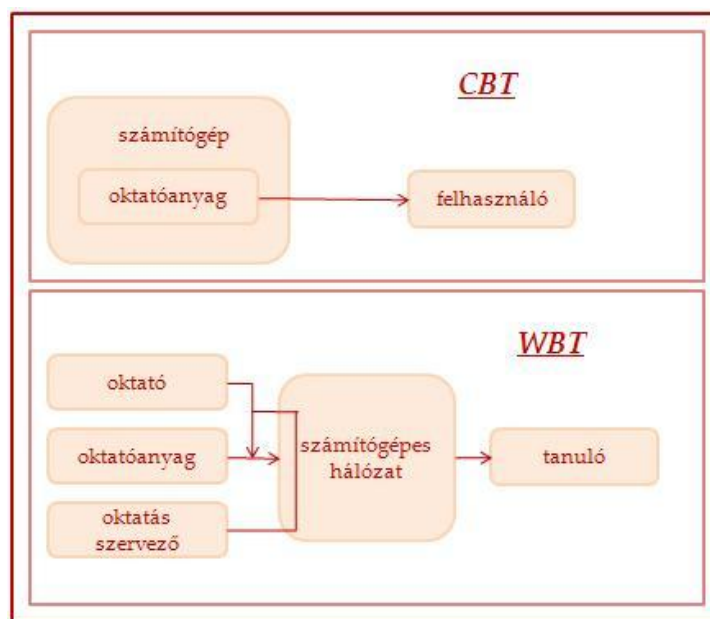 CBT
számítógép
oktatóanyag
felhasználó
WBT
oktató
oktatóanyag
számítógépes
hálózat
tanuló
oktatás
szervező